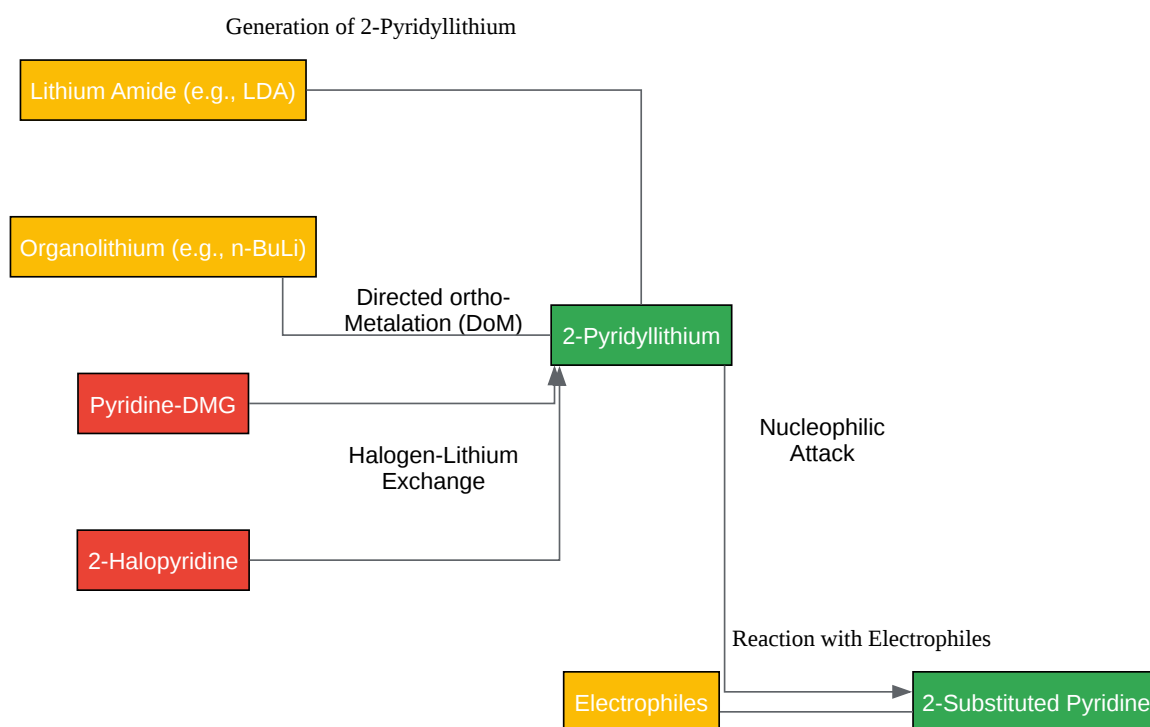 Generation of 2-Pyridyllithium
Lithium Amide (e.g., LDA)
Organolithium (e.g., n-BuLi)
Directed ortho-
Metalation (DoM)
2-Pyridyllithium
Pyridine-DMG
Halogen-Lithium
Exchange
Nucleophilic
Attack
2-Halopyridine
Reaction with Electrophiles
Electrophiles
2-Substituted Pyridine